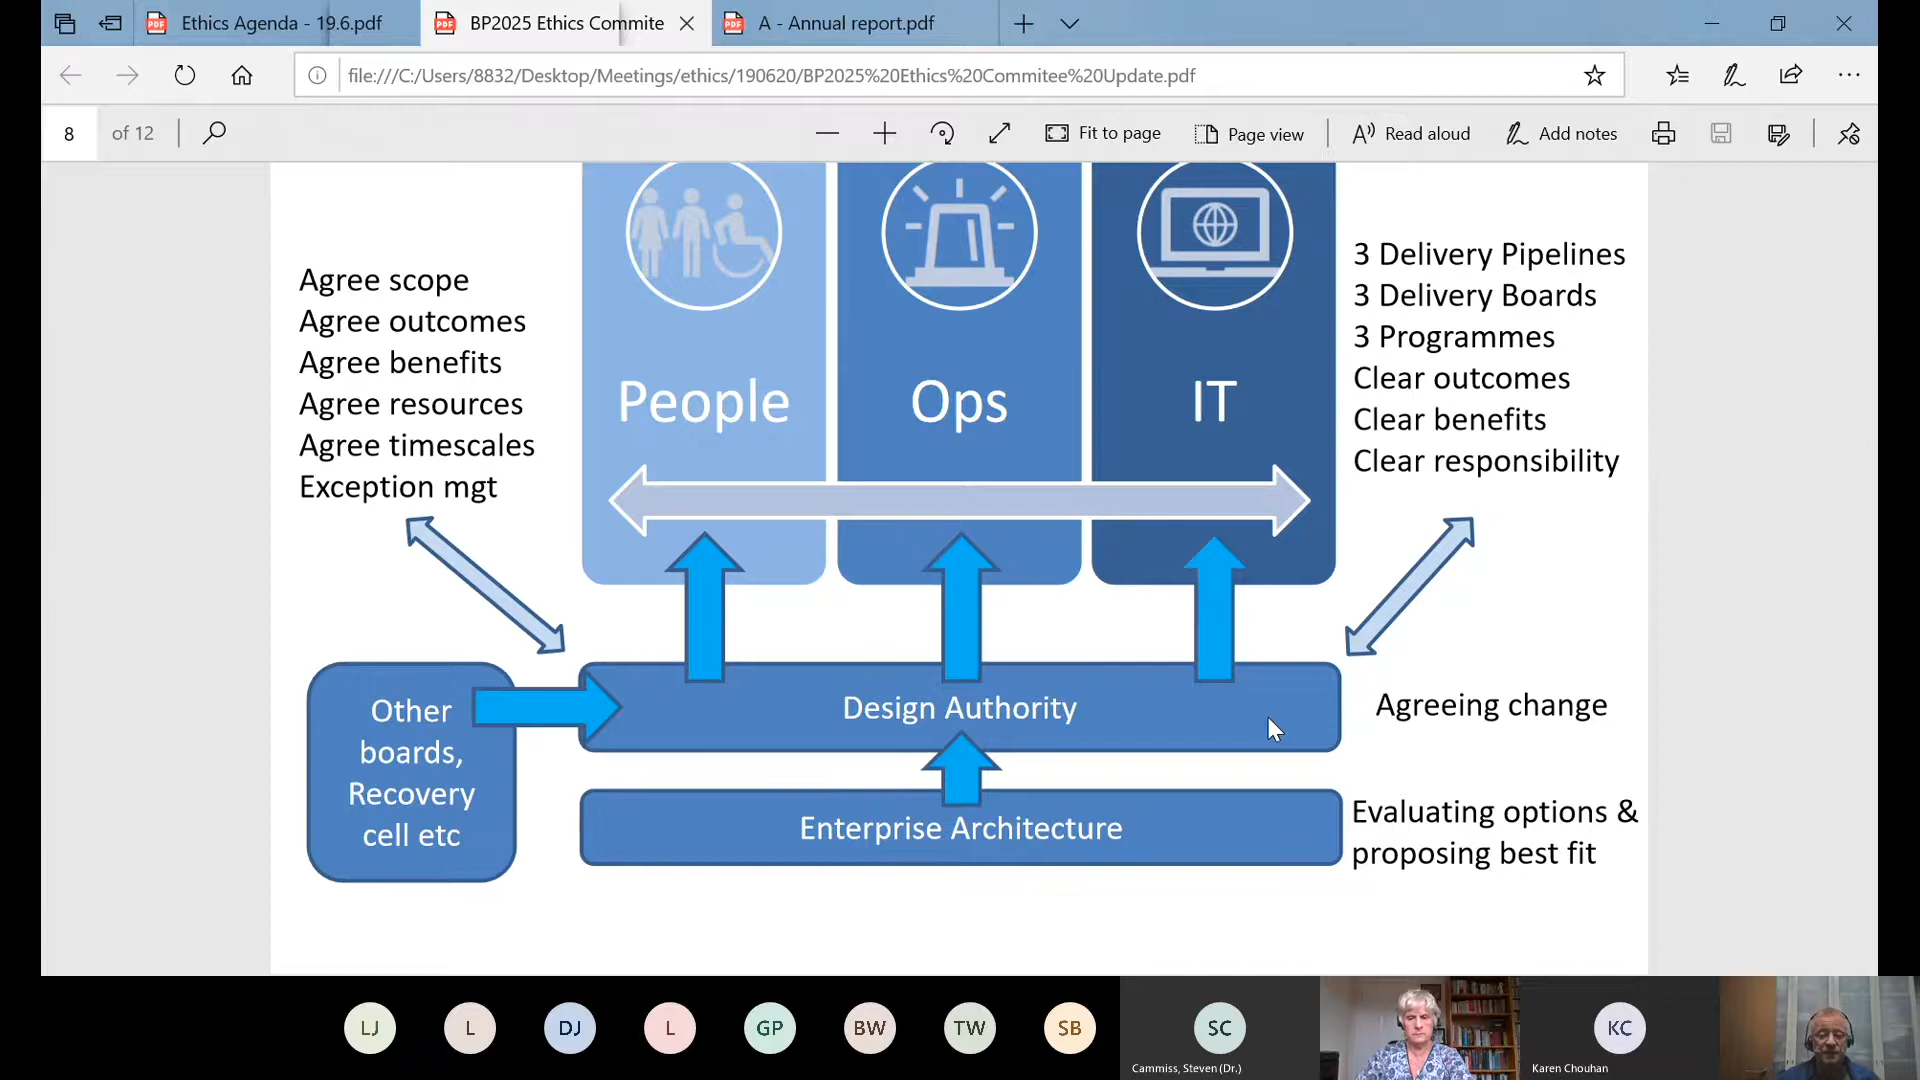 Ethics Agenda - 19.6.pdf
BP2025 Ethics Commite
A - Annual report.pdf
file:///C:/Users/8832/Desktop/Meetings/ethics/190620/BP2025%20Ethics%20Commitee%20Update.pdf
8 of 12
Fit to page
Page view
Read aloud
Add notes
Agree scope
Agree outcomes
Agree benefits
Agree resources
Agree timescales
Exception mgt
People
Ops
IT
3 Delivery Pipelines
3 Delivery Boards
3 Programmes
Clear outcomes
Clear benefits
Clear responsibility
Other
boards,
Recovery
cell etc
Design Authority
Agreeing change
Enterprise Architecture
Evaluating options &
proposing best fit
LJ
L
DJ
L
GP
BW
TW
SB
SC
Cammiss, Steven (Dr.)
KC
Karen Chouhan